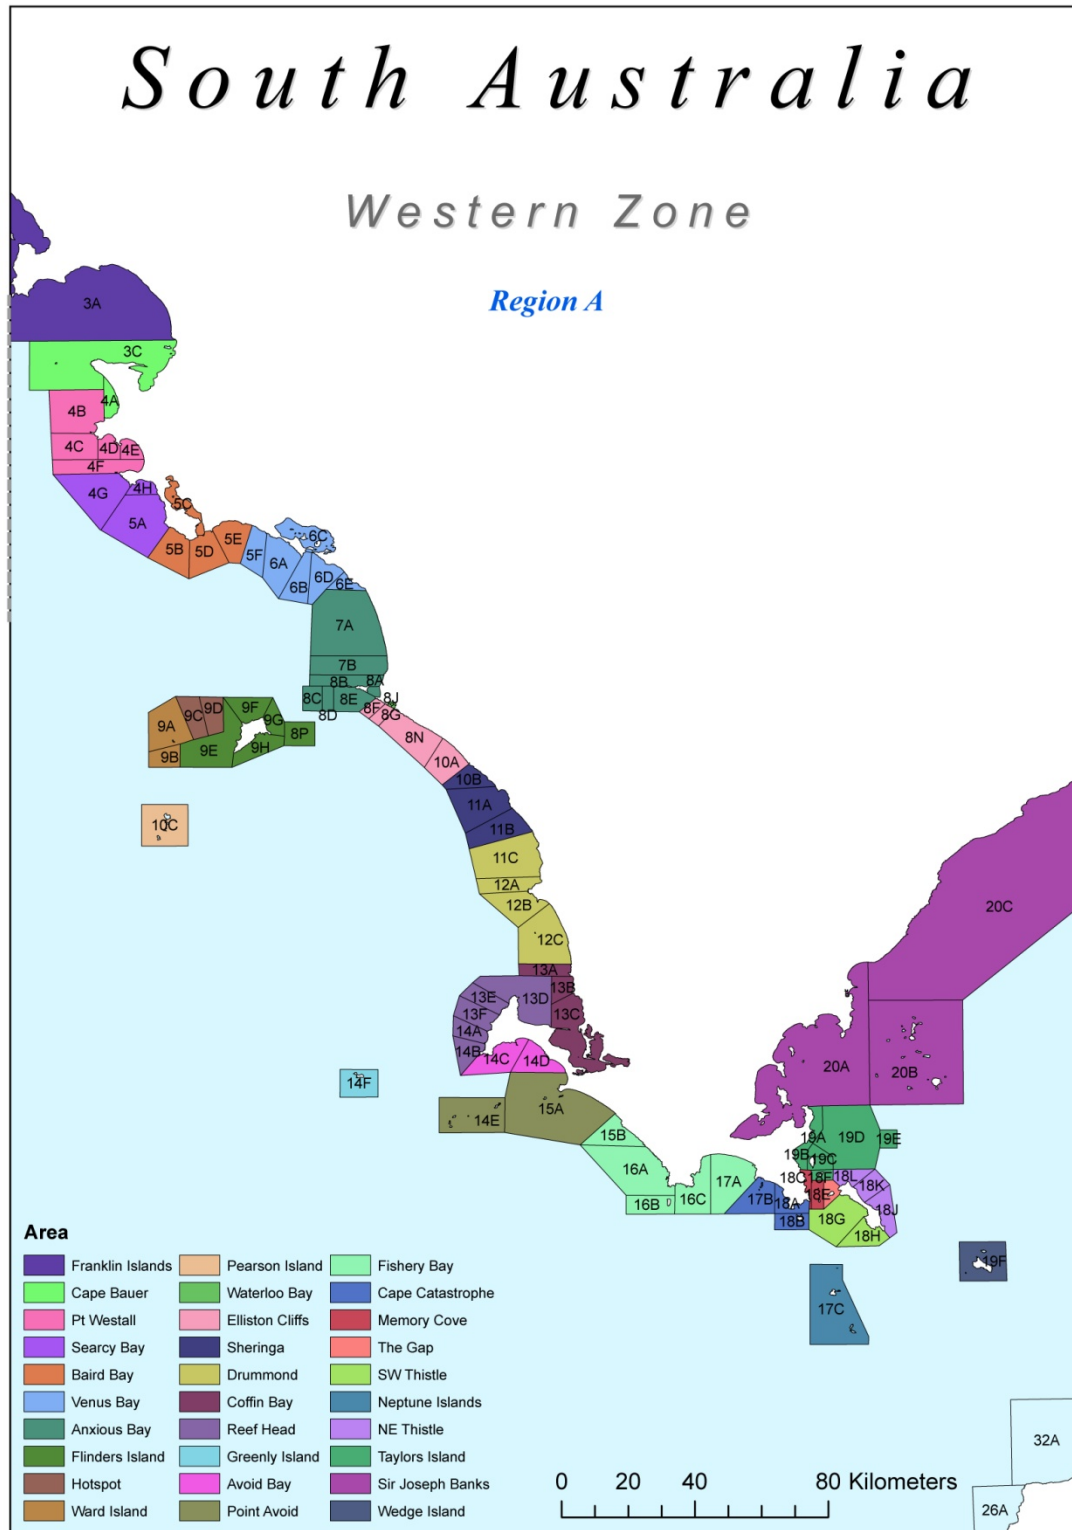 South Australia
Western Zone
Region A
3A
3C
4A
4B
4C
4D
4E
4F
4G
4H
5A
5C
5B
5D
5E
5F
6A
6C
6B
6D
6E
7A
7B
8B
8A
8C
8D
8E
8J
8F
8G
8N
9A
9B
9C
9D
9E
9F
9G
9H
8P
10A
10B
10C
11A
11B
11C
12A
12B
12C
13A
13B
13C
13D
13E
13F
14A
14B
14C
14D
14F
14E
15A
15B
16A
16B
16C
17A
17B
18A
18B
18C
18E
18F
18G
18H
18J
18K
18L
19A
19B
19C
19D
19E
20A
20B
20C
17C
19F
32A
26A
Area
Franklin Islands
Cape Bauer
Pt Westall
Searcy Bay
Baird Bay
Venus Bay
Anxious Bay
Flinders Island
Hotspot
Ward Island
Pearson Island
Waterloo Bay
Elliston Cliffs
Sheringa
Drummond
Coffin Bay
Reef Head
Greenly Island
Avoid Bay
Point Avoid
Fishery Bay
Cape Catastrophe
Memory Cove
The Gap
SW Thistle
Neptune Islands
NE Thistle
Taylors Island
Sir Joseph Banks
Wedge Island
0 20 40 80 Kilometers